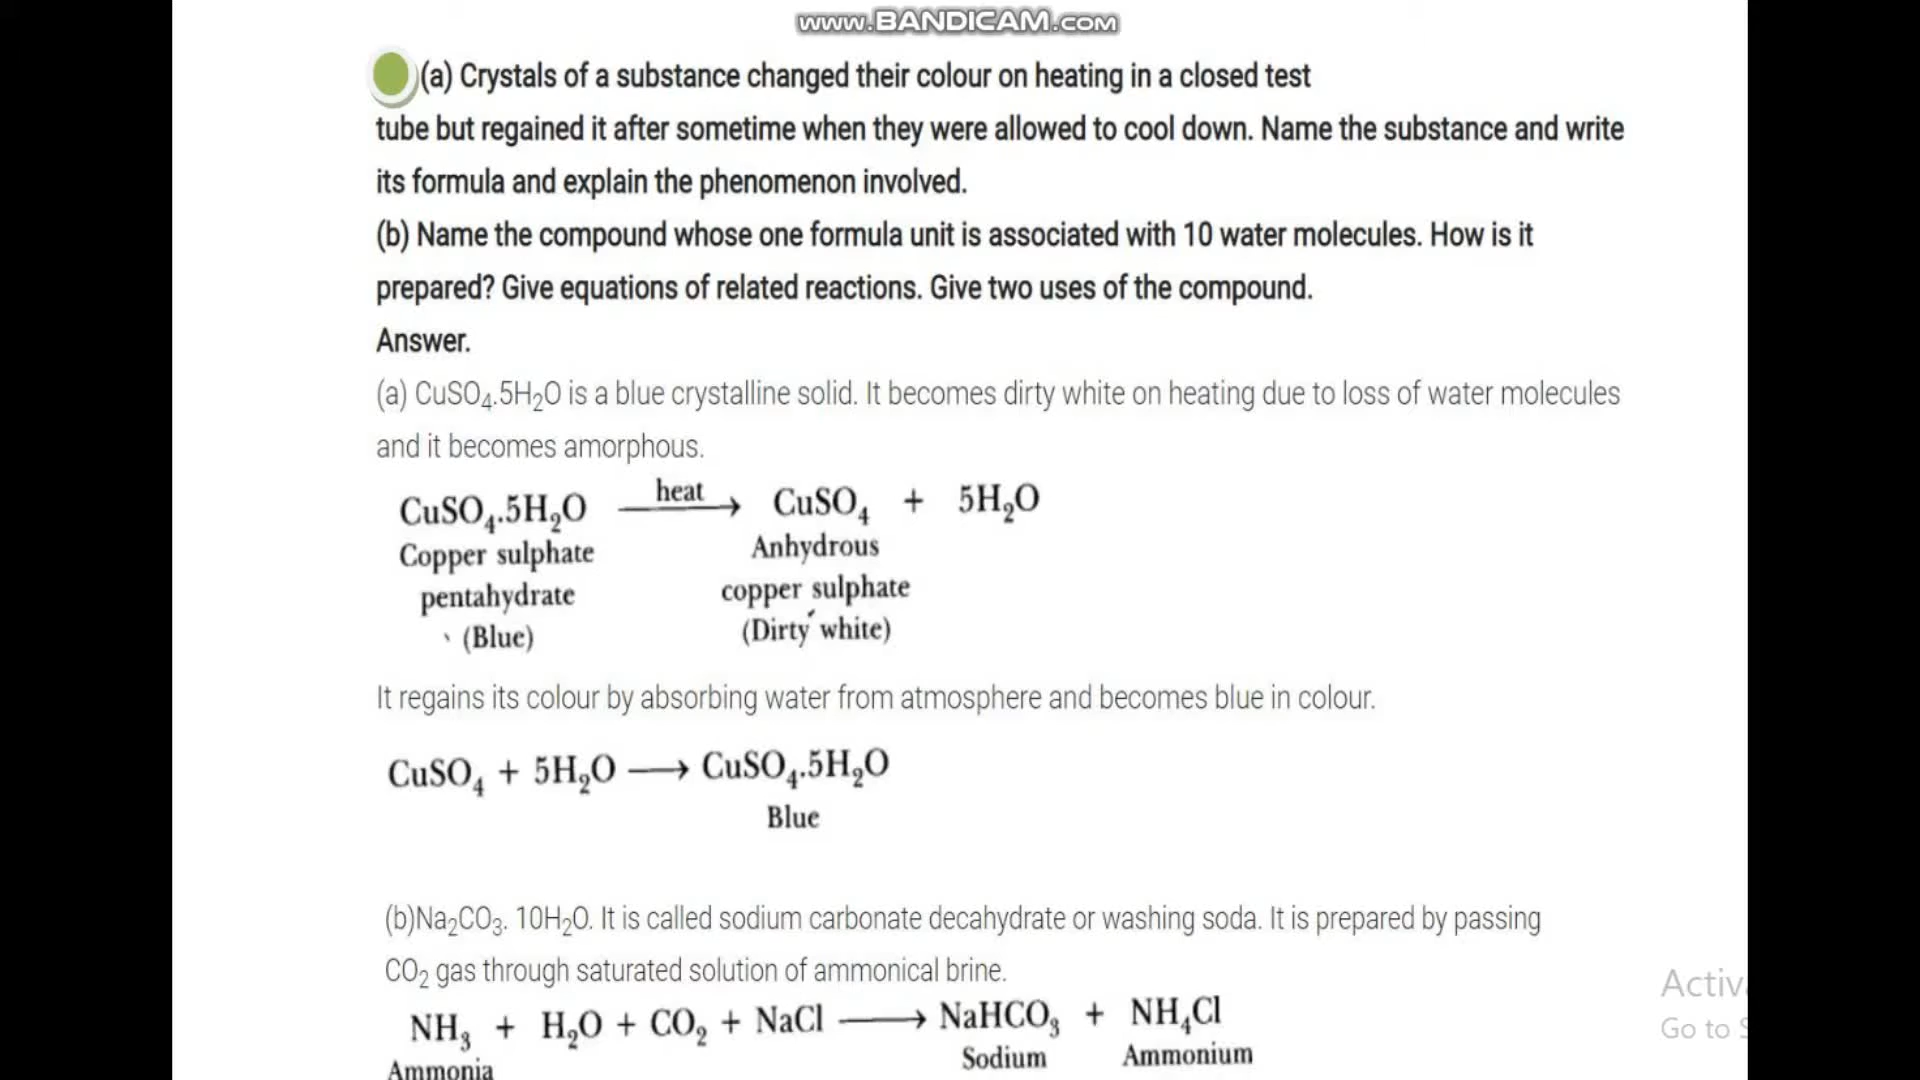 www.BANDICAM.com
(a) Crystals of a substance changed their colour on heating in a closed test
tube but regained it after sometime when they were allowed to cool down. Name the substance and write
its formula and explain the phenomenon involved.
(b) Name the compound whose one formula unit is associated with 10 water molecules. How is it
prepared? Give equations of related reactions. Give two uses of the compound.
Answer.
(a) CuSO₄.5H₂O is a blue crystalline solid. It becomes dirty white on heating due to loss of water molecules
and it becomes amorphous.
CuSO₄.5H₂O heat → CuSO₄ + 5H₂O
Copper sulphate Anhydrous
pentahydrate copper sulphate
(Blue) (Dirty white)
It regains its colour by absorbing water from atmosphere and becomes blue in colour.
CuSO₄ + 5H₂O → CuSO₄.5H₂O
Blue
(b)Na₂CO₃. 10H₂O. It is called sodium carbonate decahydrate or washing soda. It is prepared by passing
CO₂ gas through saturated solution of ammonical brine.
NH₃ + H₂O + CO₂ + NaCl → NaHCO₃ + NH₄Cl
Ammonia Sodium Ammonium
Activ
Go to S